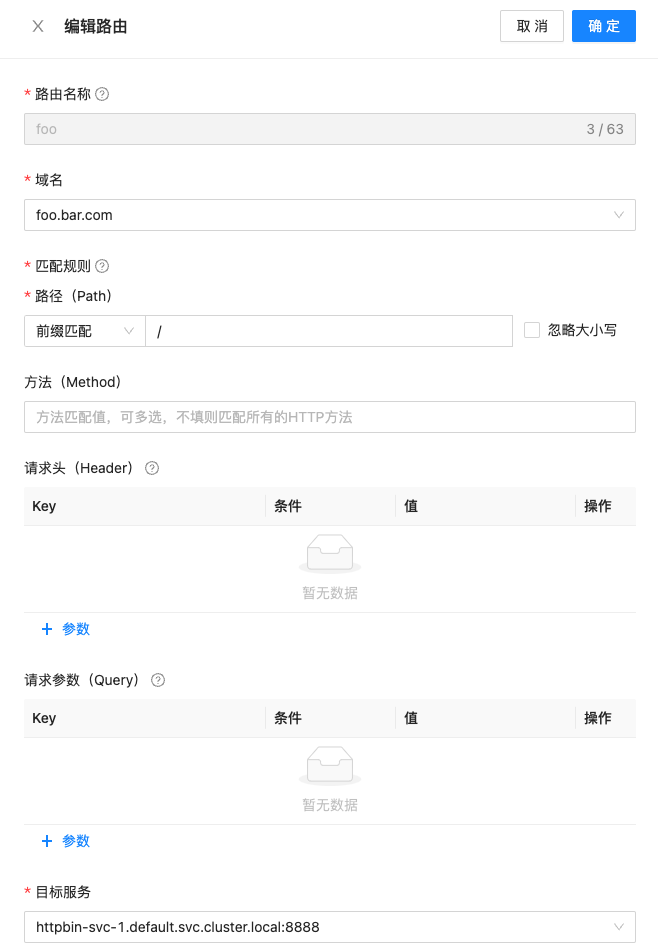 编辑路由
取 消
确 定
* 路由名称
foo
3 / 63
* 域名
foo.bar.com
* 匹配规则
* 路径（Path）
前缀匹配
/
忽略大小写
方法（Method）
方法匹配值，可多选，不填则匹配所有的HTTP方法
请求头（Header）
Key 条件 值 操作
暂无数据
+ 参数
请求参数（Query）
Key 条件 值 操作
暂无数据
+ 参数
* 目标服务
httpbin-svc-1.default.svc.cluster.local:8888